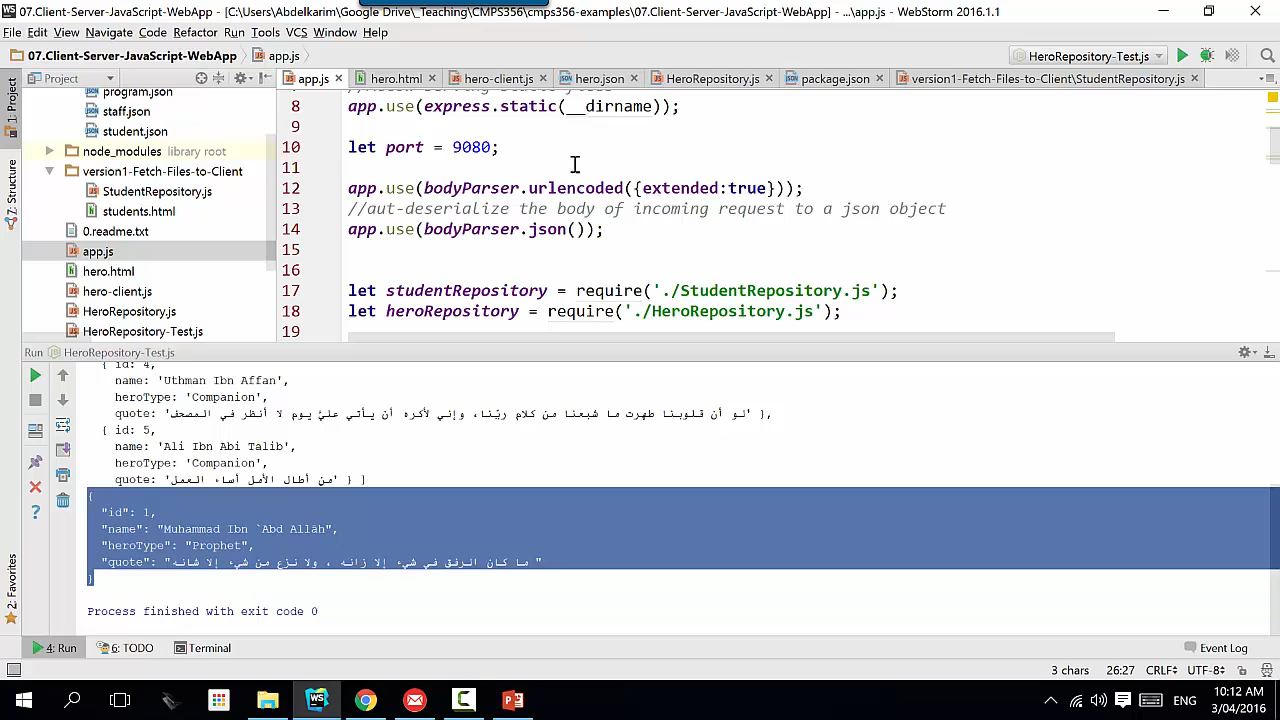 07.Client-Server-JavaScript-WebApp - [C:\Users\Abdelkarim\Google Drive\_Teaching\CMPS356\cmps356-examples\07.Client-Server-JavaScript-WebApp] - ...\app.js - WebStorm 2016.1.1
File Edit View Navigate Code Refactor Run Tools VCS Window Help
07.Client-Server-JavaScript-WebApp app.js HeroRepository-Test.js
Project app.js hero.html hero-client.js hero.json HeroRepository.js package.json version1-Fetch-Files-to-Client\StudentRepository.js
1: Project
Z: Structure
2: Favorites
program.json
staff.json
student.json
node_modules library root
version1-Fetch-Files-to-Client
StudentRepository.js
students.html
0.readme.txt
app.js
hero.html
hero-client.js
HeroRepository.js
HeroRepository-Test.js
8 app.use(express.static(__dirname));
9
10 let port = 9080;
11
12 app.use(bodyParser.urlencoded({extended:true}));
13 //aut-deserialize the body of incoming request to a json object
14 app.use(bodyParser.json());
15
16
17 let studentRepository = require('./StudentRepository.js');
18 let heroRepository = require('./HeroRepository.js');
19
Run HeroRepository-Test.js
{ id: 4,
name: 'Uthman Ibn Affan',
heroType: 'Companion',
quote: 'لو أن قلوبنا طهرت ما شبعنا من كلام ربّنا، وإني لأكره أن يأتي عليّ يوم لا أنظر في المصحف' },
{ id: 5,
name: 'Ali Ibn Abi Talib',
heroType: 'Companion',
quote: 'من أطال الأمل أساء العمل' } ]
{
"id": 1,
"name": "Muhammad Ibn `Abd Allāh",
"heroType": "Prophet",
"quote": "ما كان الرفق في شيء إلا زانه ، ولا نزع من شيء إلا شانه "
}
Process finished with exit code 0
4: Run 6: TODO Terminal Event Log
3 chars 26:27 CRLF UTF-8
ENG
10:12 AM
3/04/2016